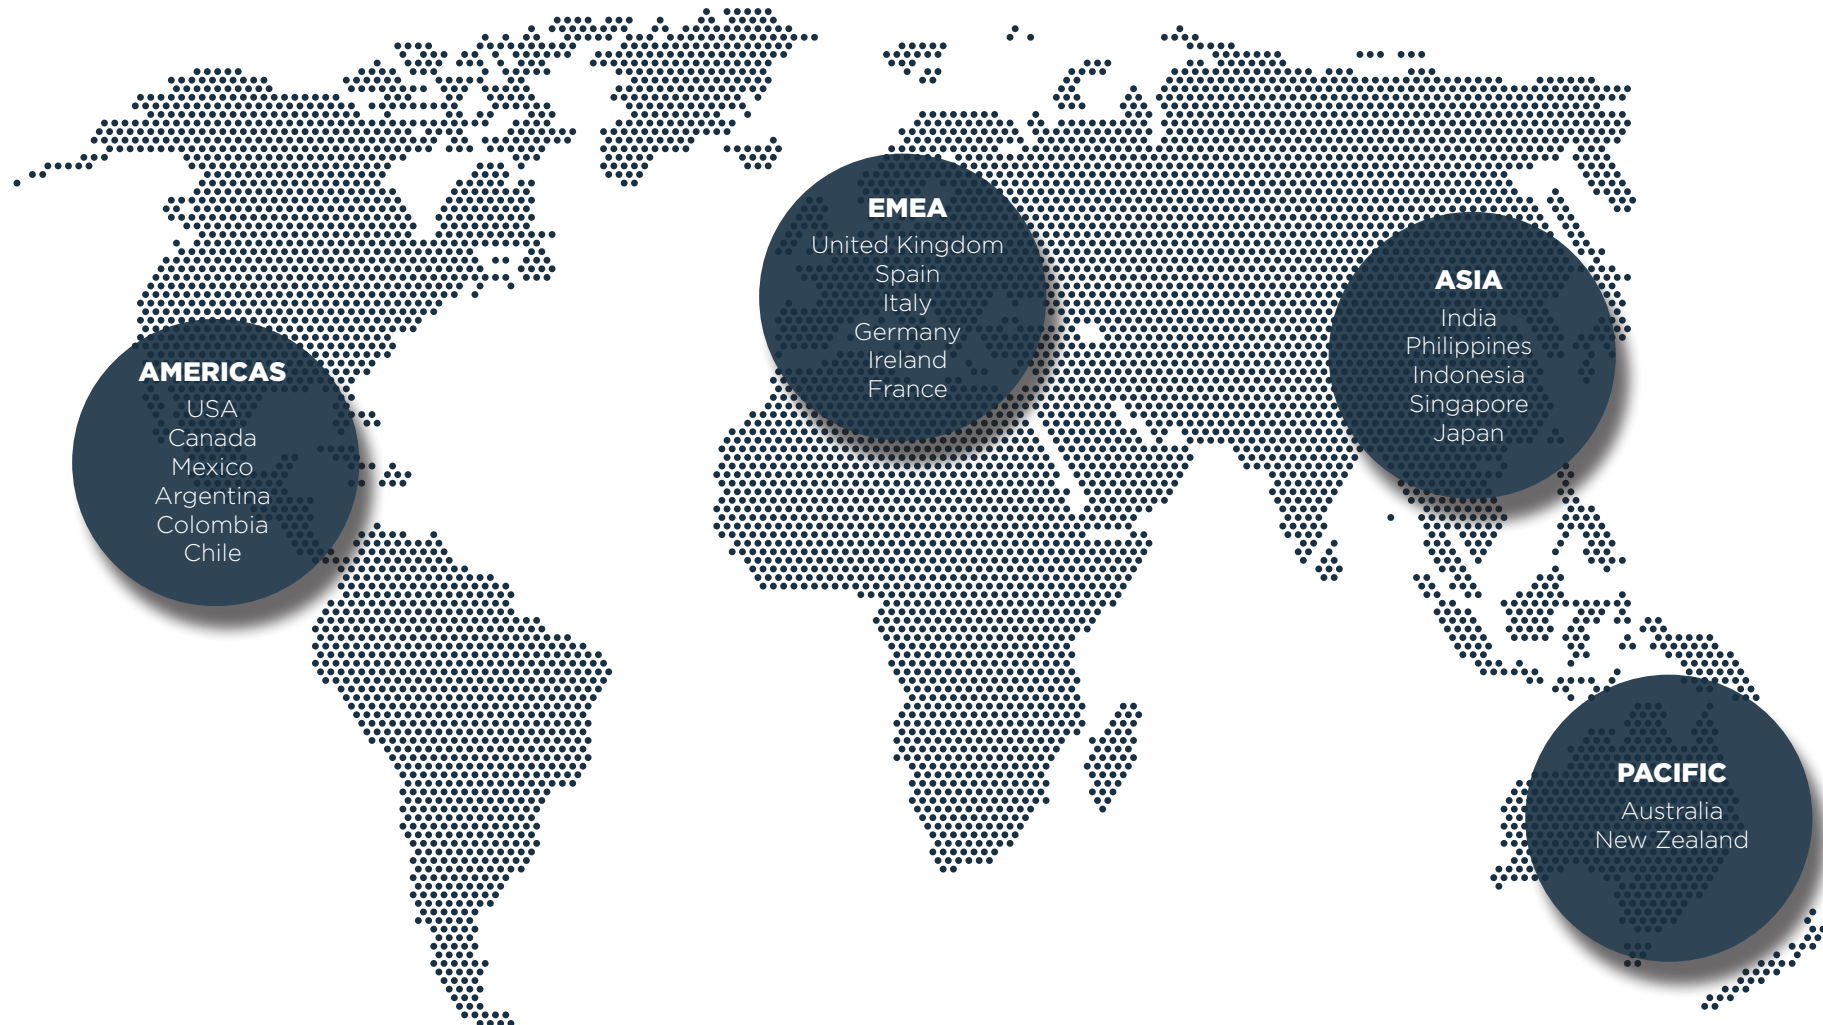 AMERICAS
USA
Canada
Mexico
Argentina
Colombia
Chile
EMEA
United Kingdom
Spain
Italy
Germany
Ireland
France
ASIA
India
Philippines
Indonesia
Singapore
Japan
PACIFIC
Australia
New Zealand